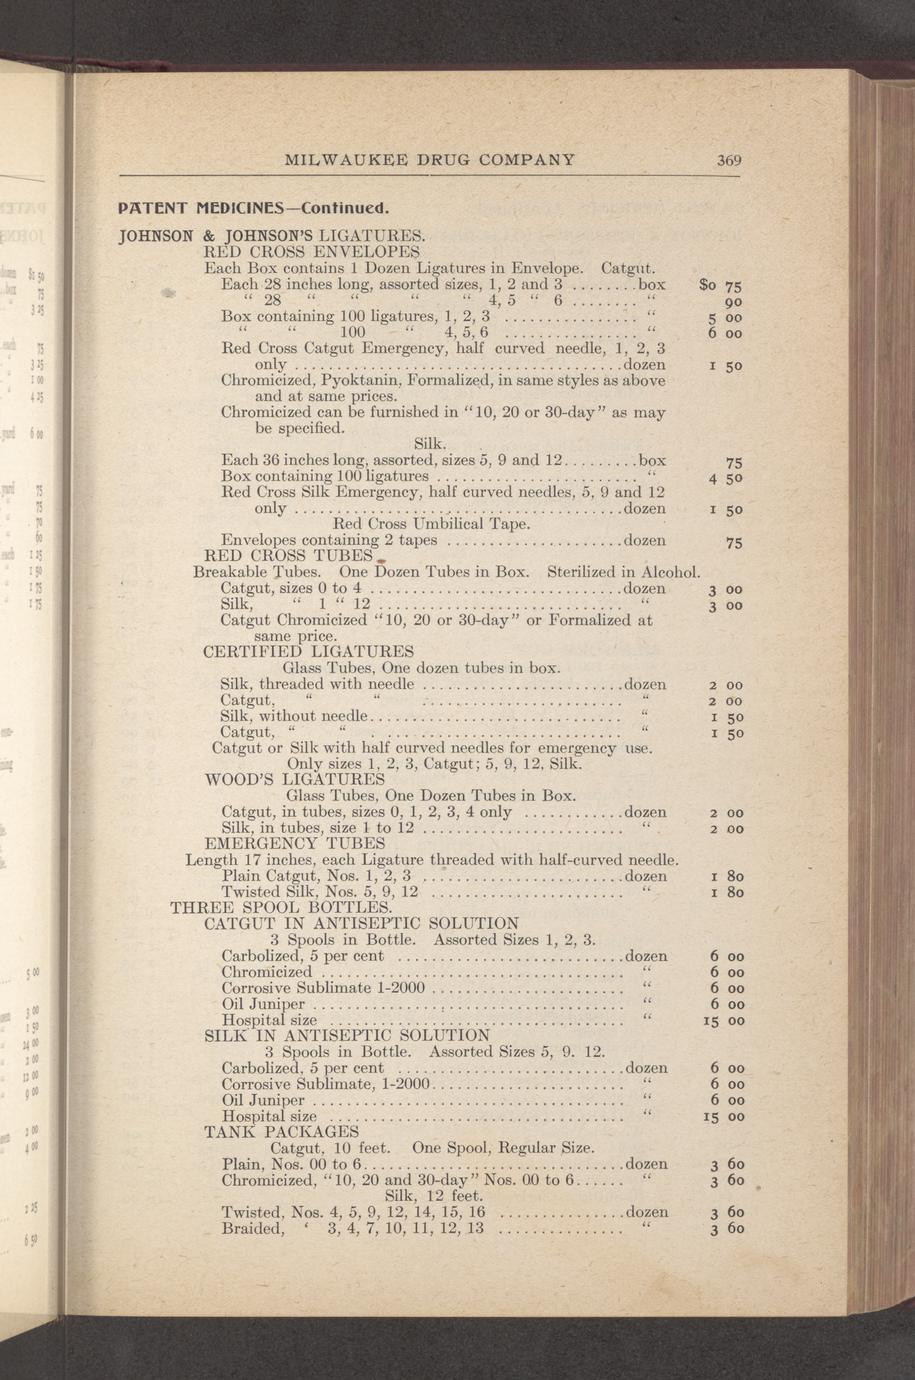 MILWAUKEE DRUG COMPANY 369
PATENT MEDICINES—Continued.
JOHNSON & JOHNSON'S LIGATURES.
RED CROSS ENVELOPES
Each Box contains 1 Dozen Ligatures in Envelope. Catgut.
Each 28 inches long, assorted sizes, 1, 2 and 3 ........ box $0 75
" 28 " " " " 4, 5 " 6 ........ " 90
Box containing 100 ligatures, 1, 2, 3 ................ " 5 00
" " 100 " 4, 5, 6 ................ " 6 00
Red Cross Catgut Emergency, half curved needle, 1, 2, 3
only ........................................ dozen 1 50
Chromicized, Pyoktanin, Formalized, in same styles as above
and at same prices.
Chromicized can be furnished in "10, 20 or 30-day" as may
be specified.
Silk.
Each 36 inches long, assorted, sizes 5, 9 and 12......... box 75
Box containing 100 ligatures ........................ " 4 50
Red Cross Silk Emergency, half curved needles, 5, 9 and 12
only ........................................ dozen 1 50
Red Cross Umbilical Tape.
Envelopes containing 2 tapes ..................... dozen 75
RED CROSS TUBES
Breakable Tubes. One Dozen Tubes in Box. Sterilized in Alcohol.
Catgut, sizes 0 to 4 .............................. dozen 3 00
Silk, " 1 " 12 ............................. " 3 00
Catgut Chromicized "10, 20 or 30-day" or Formalized at
same price.
CERTIFIED LIGATURES
Glass Tubes, One dozen tubes in box.
Silk, threaded with needle ........................ dozen 2 00
Catgut, " " ........................ " 2 00
Silk, without needle.............................. " 1 50
Catgut, " " .............................. " 1 50
Catgut or Silk with half curved needles for emergency use.
Only sizes 1, 2, 3, Catgut; 5, 9, 12, Silk.
WOOD'S LIGATURES
Glass Tubes, One Dozen Tubes in Box.
Catgut, in tubes, sizes 0, 1, 2, 3, 4 only ............ dozen 2 00
Silk, in tubes, size 1 to 12 ........................ " 2 00
EMERGENCY TUBES
Length 17 inches, each Ligature threaded with half-curved needle.
Plain Catgut, Nos. 1, 2, 3 ........................ dozen 1 80
Twisted Silk, Nos. 5, 9, 12 ....................... " 1 80
THREE SPOOL BOTTLES.
CATGUT IN ANTISEPTIC SOLUTION
3 Spools in Bottle. Assorted Sizes 1, 2, 3.
Carbolized, 5 per cent ........................... dozen 6 00
Chromicized .................................... " 6 00
Corrosive Sublimate 1-2000 ....................... " 6 00
Oil Juniper ..................................... " 6 00
Hospital size ................................... " 15 00
SILK IN ANTISEPTIC SOLUTION
3 Spools in Bottle. Assorted Sizes 5, 9. 12.
Carbolized, 5 per cent ........................... dozen 6 00
Corrosive Sublimate, 1-2000....................... " 6 00
Oil Juniper ..................................... " 6 00
Hospital size ................................... " 15 00
TANK PACKAGES
Catgut, 10 feet. One Spool, Regular Size.
Plain, Nos. 00 to 6............................... dozen 3 60
Chromicized, "10, 20 and 30-day" Nos. 00 to 6...... " 3 60
Silk, 12 feet.
Twisted, Nos. 4, 5, 9, 12, 14, 15, 16 ............... dozen 3 60
Braided, ' 3, 4, 7, 10, 11, 12, 13 ............... " 3 60